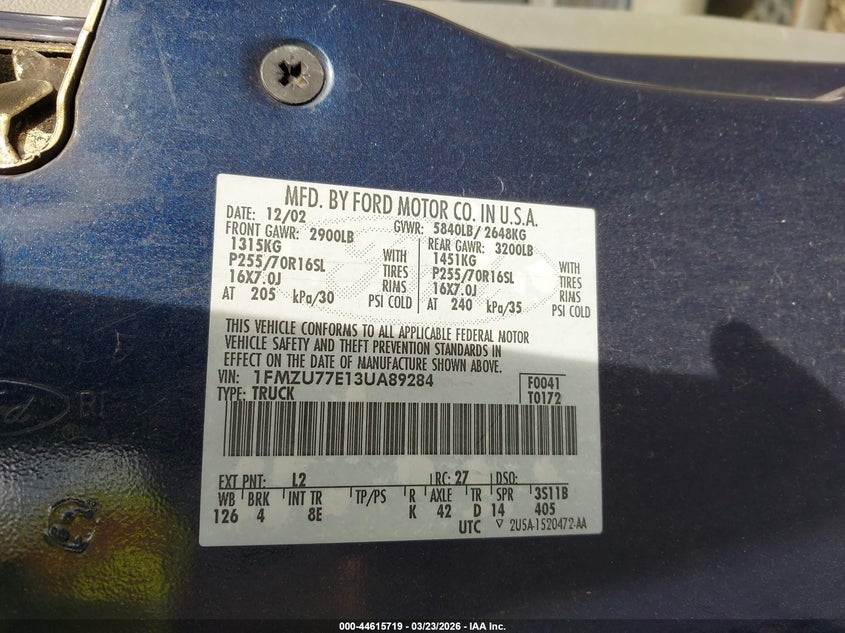 MFD. BY FORD MOTOR CO. IN U.S.A.
DATE: 12/02 GVWR: 5840LB/ 2648KG
FRONT GAWR: 2900LB REAR GAWR: 3200LB
1315KG WITH 1451KG WITH
P255/70R16SL TIRES P255/70R16SL TIRES
16X7.0J RIMS 16X7.0J RIMS
AT 205 kPa/30 PSI COLD AT 240 kPa/35 PSI COLD
THIS VEHICLE CONFORMS TO ALL APPLICABLE FEDERAL MOTOR
VEHICLE SAFETY AND THEFT PREVENTION STANDARDS IN
EFFECT ON THE DATE OF MANUFACTURE SHOWN ABOVE.
VIN: 1FMZU77E13UA89284 F0041
TYPE: TRUCK T0172
EXT PNT: L2 RC: 27 DSO:
WB BRK INT TR TP/PS R AXLE TR SPR 3S11B
126 4 8E K 42 D 14 405
UTC 2U5A-1520472-AA
Ford RI
000-44615719 - 03/23/2026 - IAA Inc.